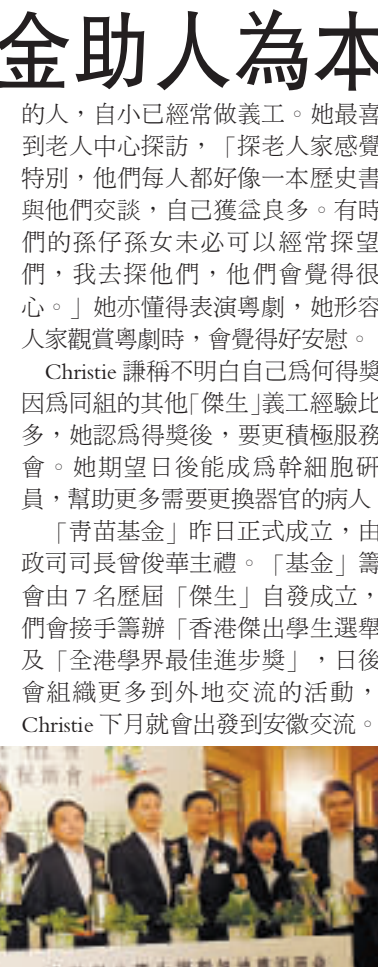 金助人為本
的人，自小已經常做義工。她最喜
到老人中心探訪，「探老人家感覺
特別，他們每人都好像一本歷史書
與他們交談，自己獲益良多。有時
們的孫仔孫女未必可以經常探望
們，我去探他們，他們會覺得很
心。」她亦懂得表演粵劇，她形容
人家觀賞粵劇時，會覺得好安慰。
Christie 謙稱不明白自己爲何得獎
因爲同組的其他「傑生」義工經驗比
多，她認爲得獎後，要更積極服務
會。她期望日後能成爲幹細胞研
員，幫助更多需要更換器官的病人
「靑苗基金」昨日正式成立，由
政司司長曾俊華主禮。「基金」籌
會由 7 名歷屆「傑生」自發成立，
們會接手籌辦「香港傑出學生選舉
及「全港學界最佳進步獎」，日後
會組織更多到外地交流的活動，
Christie 下月就會出發到安徽交流。